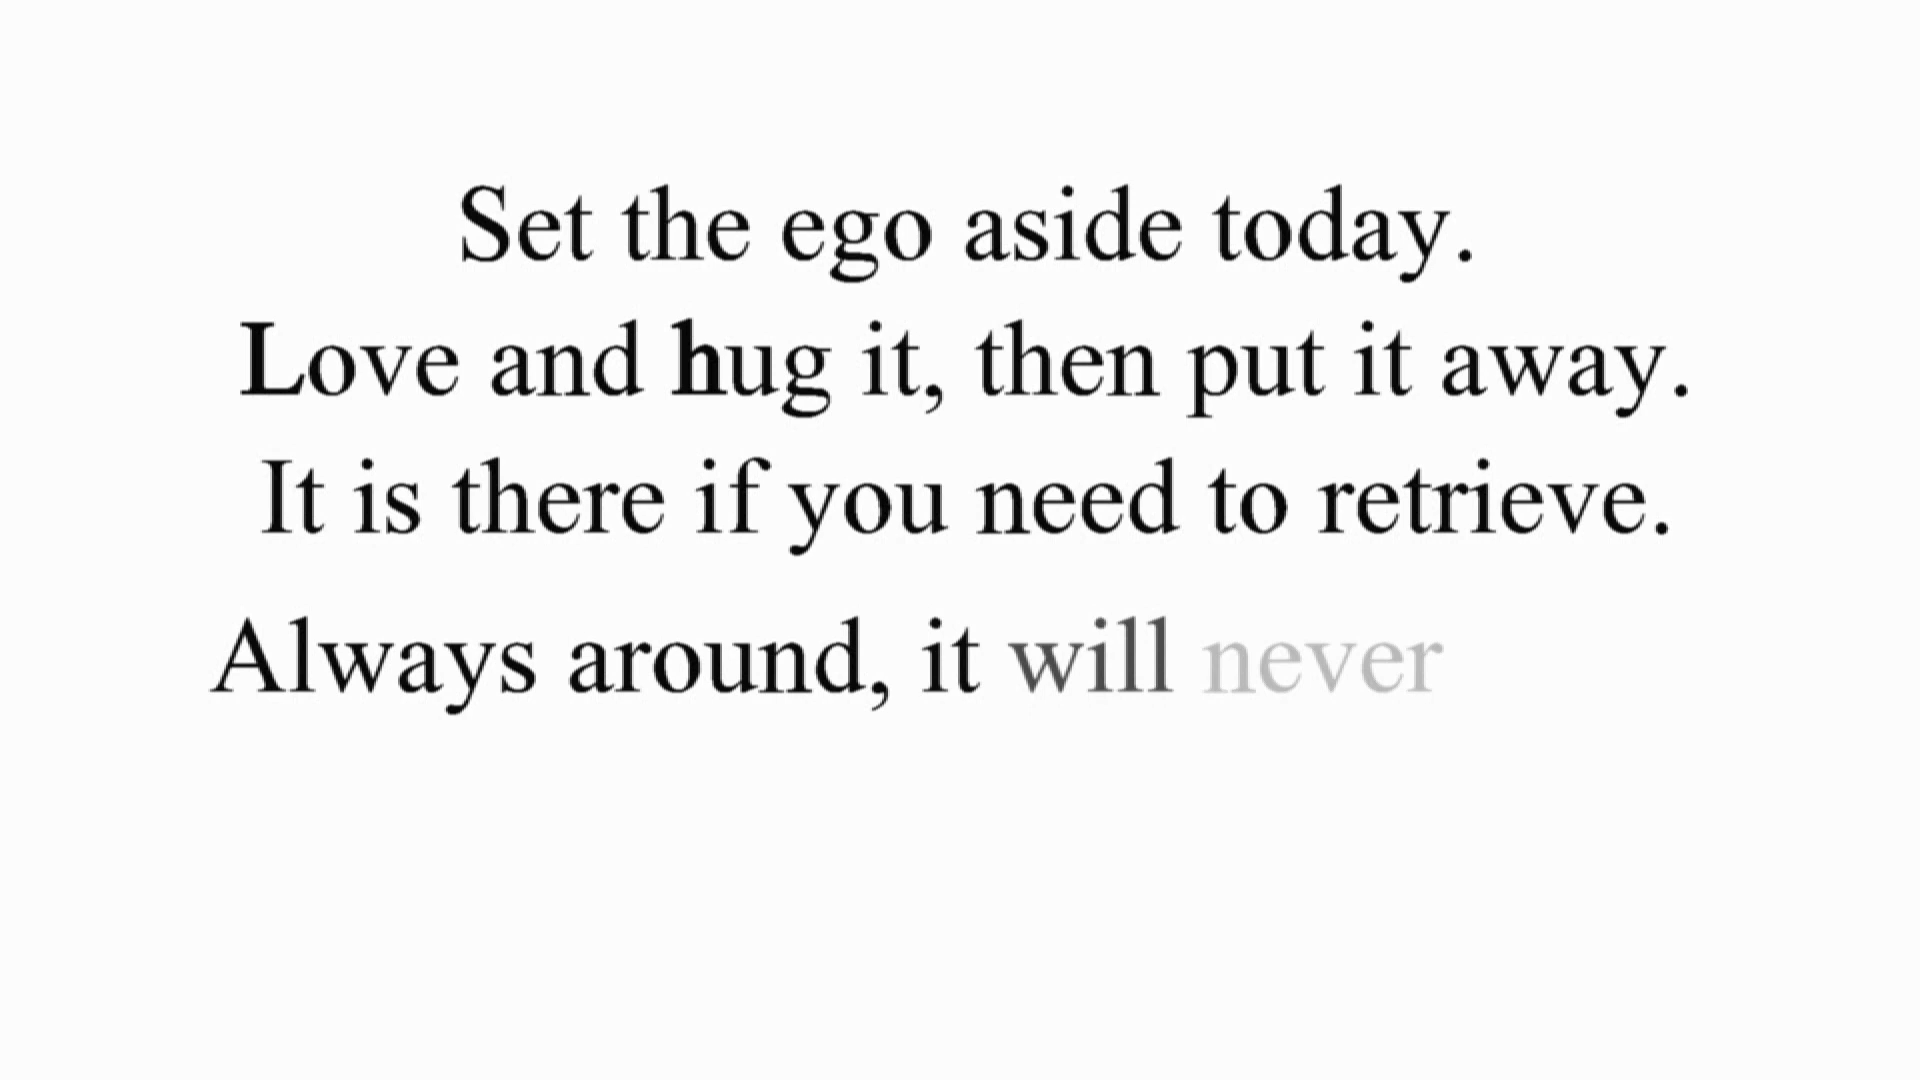 Set the ego aside today.
Love and hug it, then put it away.
It is there if you need to retrieve.
Always around, it will never